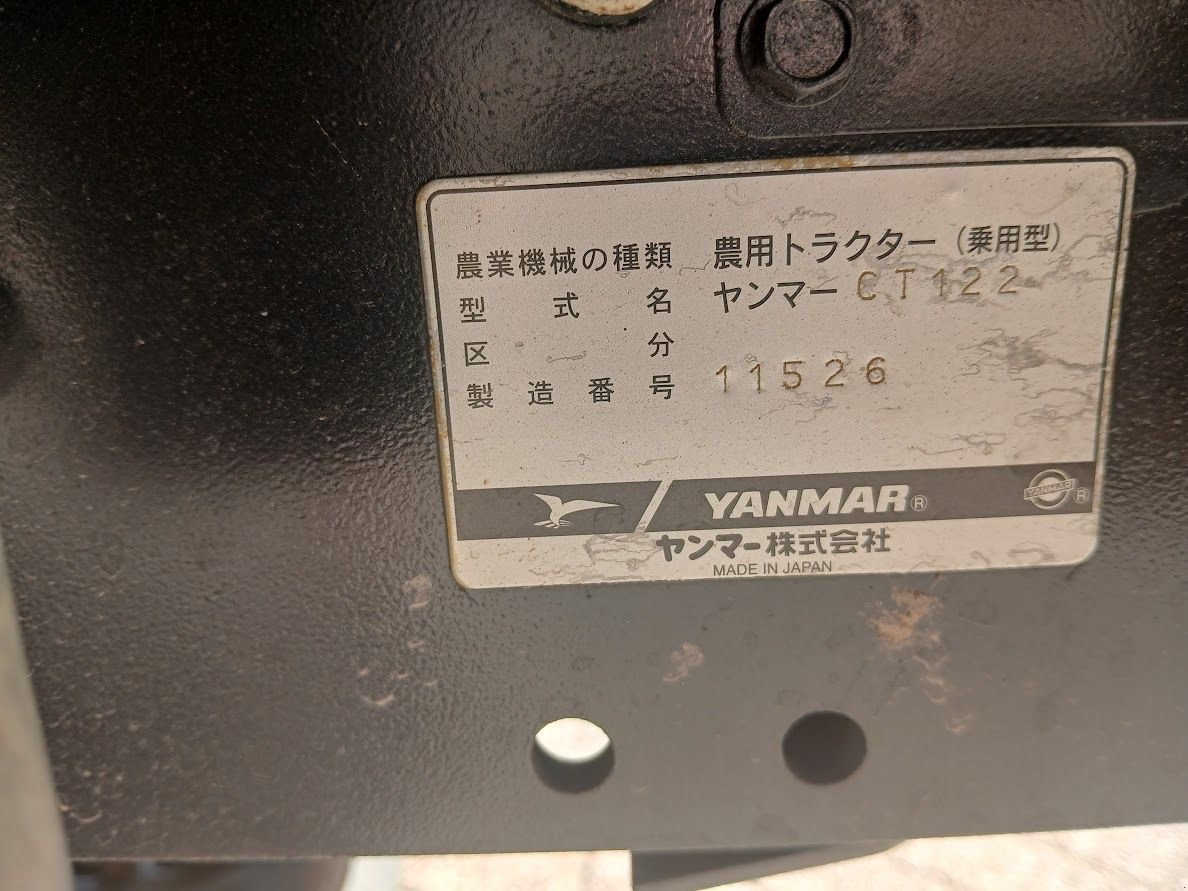 農業機械の種類 農用トラクター（乗用型）
型式名 ヤンマー CT122
区分
製造番号 11526
YANMAR® YANMAR®
ヤンマー株式会社
MADE IN JAPAN